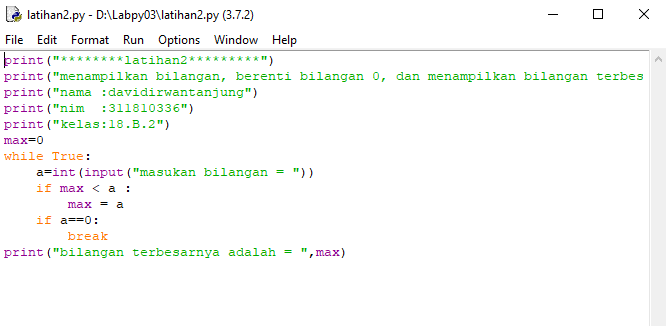 latihan2.py - D:\Labpy03\latihan2.py (3.7.2)
File Edit Format Run Options Window Help
print("********latihan2*********")
print("menampilkan bilangan, berenti bilangan 0, dan menampilkan bilangan terbes
print("nama :davidirwantanjung")
print("nim  :311810336")
print("kelas:18.B.2")
max=0
while True:
    a=int(input("masukan bilangan = "))
    if max < a :
        max = a
    if a==0:
        break
print("bilangan terbesarnya adalah = ",max)